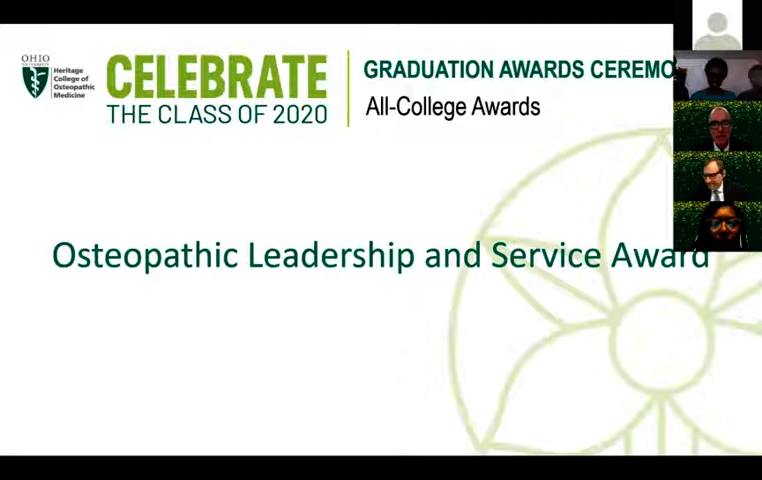 OHIO
UNIVERSITY
Heritage
College of
Osteopathic
Medicine
CELEBRATE
THE CLASS OF 2020
GRADUATION AWARDS CEREMO
All-College Awards
Osteopathic Leadership and Service Award